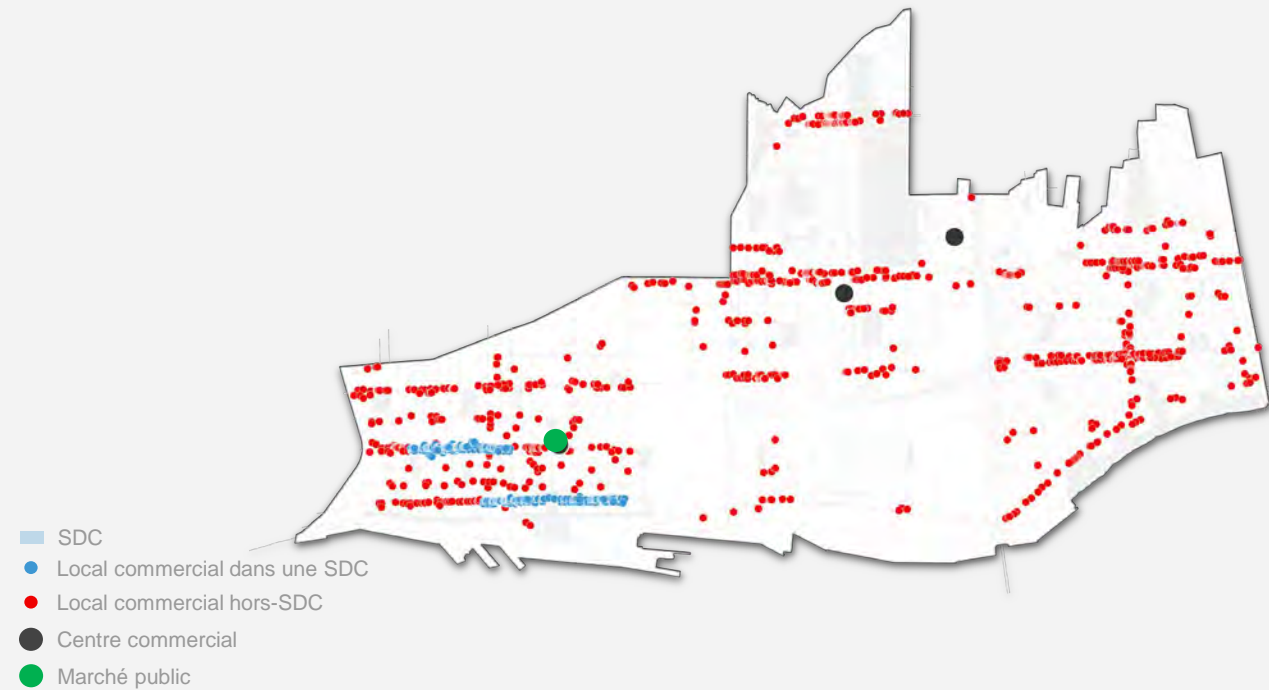 SDC
Local commercial dans une SDC
Local commercial hors-SDC
Centre commercial
Marché public